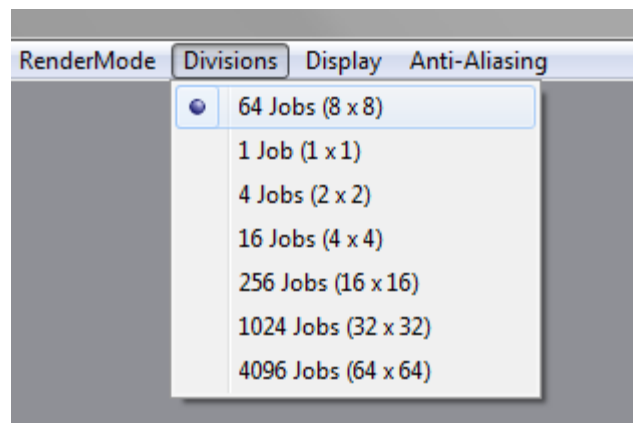 RenderMode Divisions Display Anti-Aliasing
64 Jobs (8 x 8)
1 Job (1 x 1)
4 Jobs (2 x 2)
16 Jobs (4 x 4)
256 Jobs (16 x 16)
1024 Jobs (32 x 32)
4096 Jobs (64 x 64)